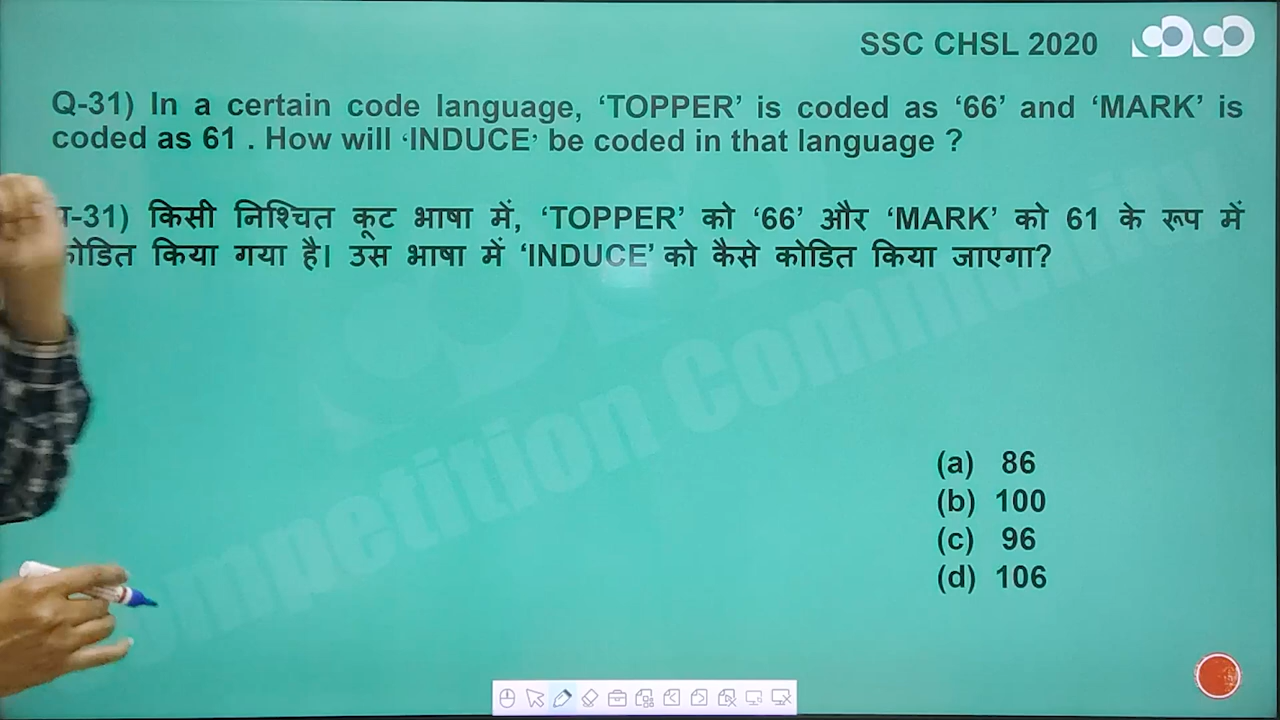 SSC CHSL 2020
Q-31) In a certain code language, ‘TOPPER’ is coded as ‘66’ and ‘MARK’ is
coded as 61 . How will ‘INDUCE’ be coded in that language ?
-31) किसी निश्चित कूट भाषा में, ‘TOPPER’ को ‘66’ और ‘MARK’ को 61 के रूप में
कोडित किया गया है। उस भाषा में ‘INDUCE’ को कैसे कोडित किया जाएगा?
(a) 86
(b) 100
(c) 96
(d) 106
ompetition Community